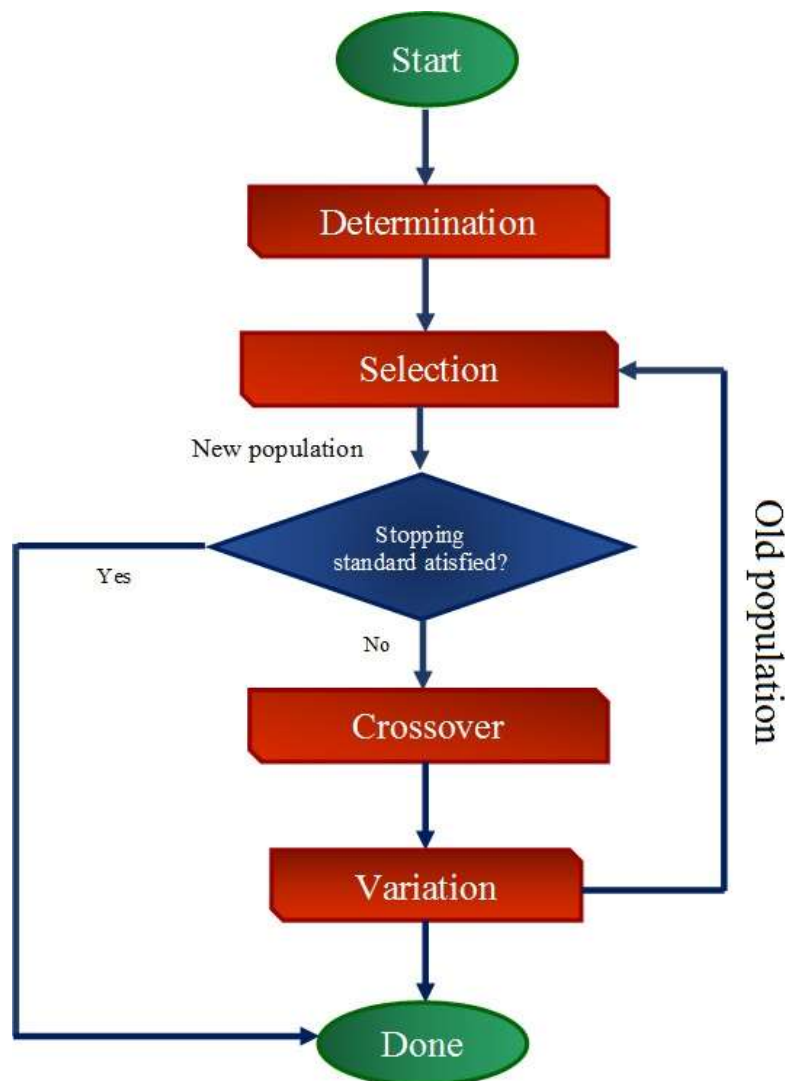 Start
Determination
Selection
New population
Stopping
standard atisfied?
Yes
No
Old population
Crossover
Variation
Done